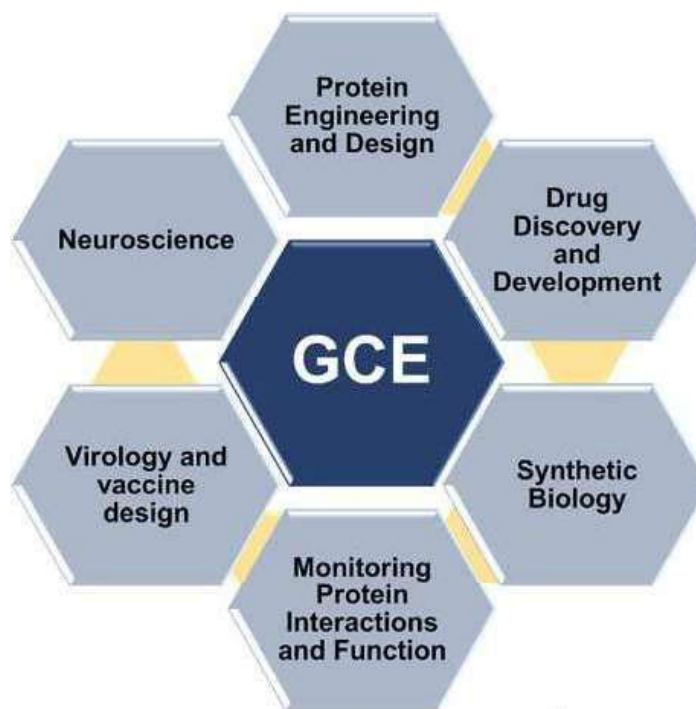 Protein
Engineering
and Design
Neuroscience
Drug
Discovery
and
Development
GCE
Virology and
vaccine
design
Synthetic
Biology
Monitoring
Protein
Interactions
and Function